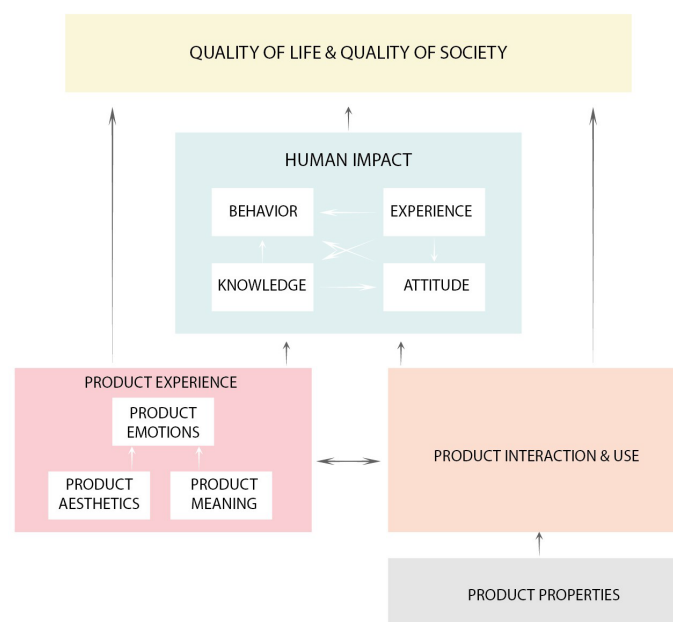 QUALITY OF LIFE & QUALITY OF SOCIETY
HUMAN IMPACT
BEHAVIOR
EXPERIENCE
KNOWLEDGE
ATTITUDE
PRODUCT EXPERIENCE
PRODUCT
EMOTIONS
PRODUCT
AESTHETICS
PRODUCT
MEANING
PRODUCT INTERACTION & USE
PRODUCT PROPERTIES